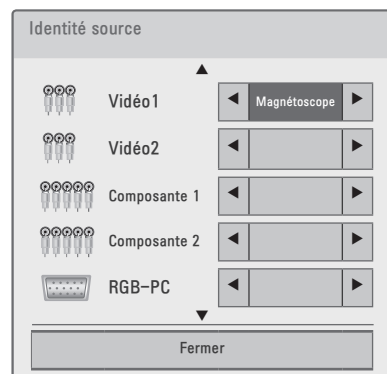 Identité source
Vidéo1
Magnétoscope
Vidéo2
Composante 1
Composante 2
RGB-PC
Fermer